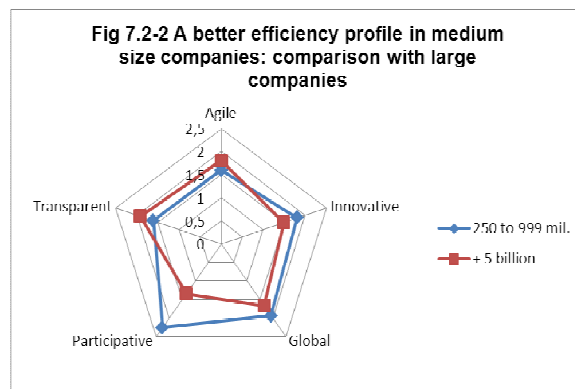 Fig 7.2-2 A better efficiency profile in medium
size companies: comparison with large
companies
Agile
2,5
2
1,5
1
0,5
0
Transparent
Innovative
250 to 999 mil.
+ 5 billion
Participative
Global